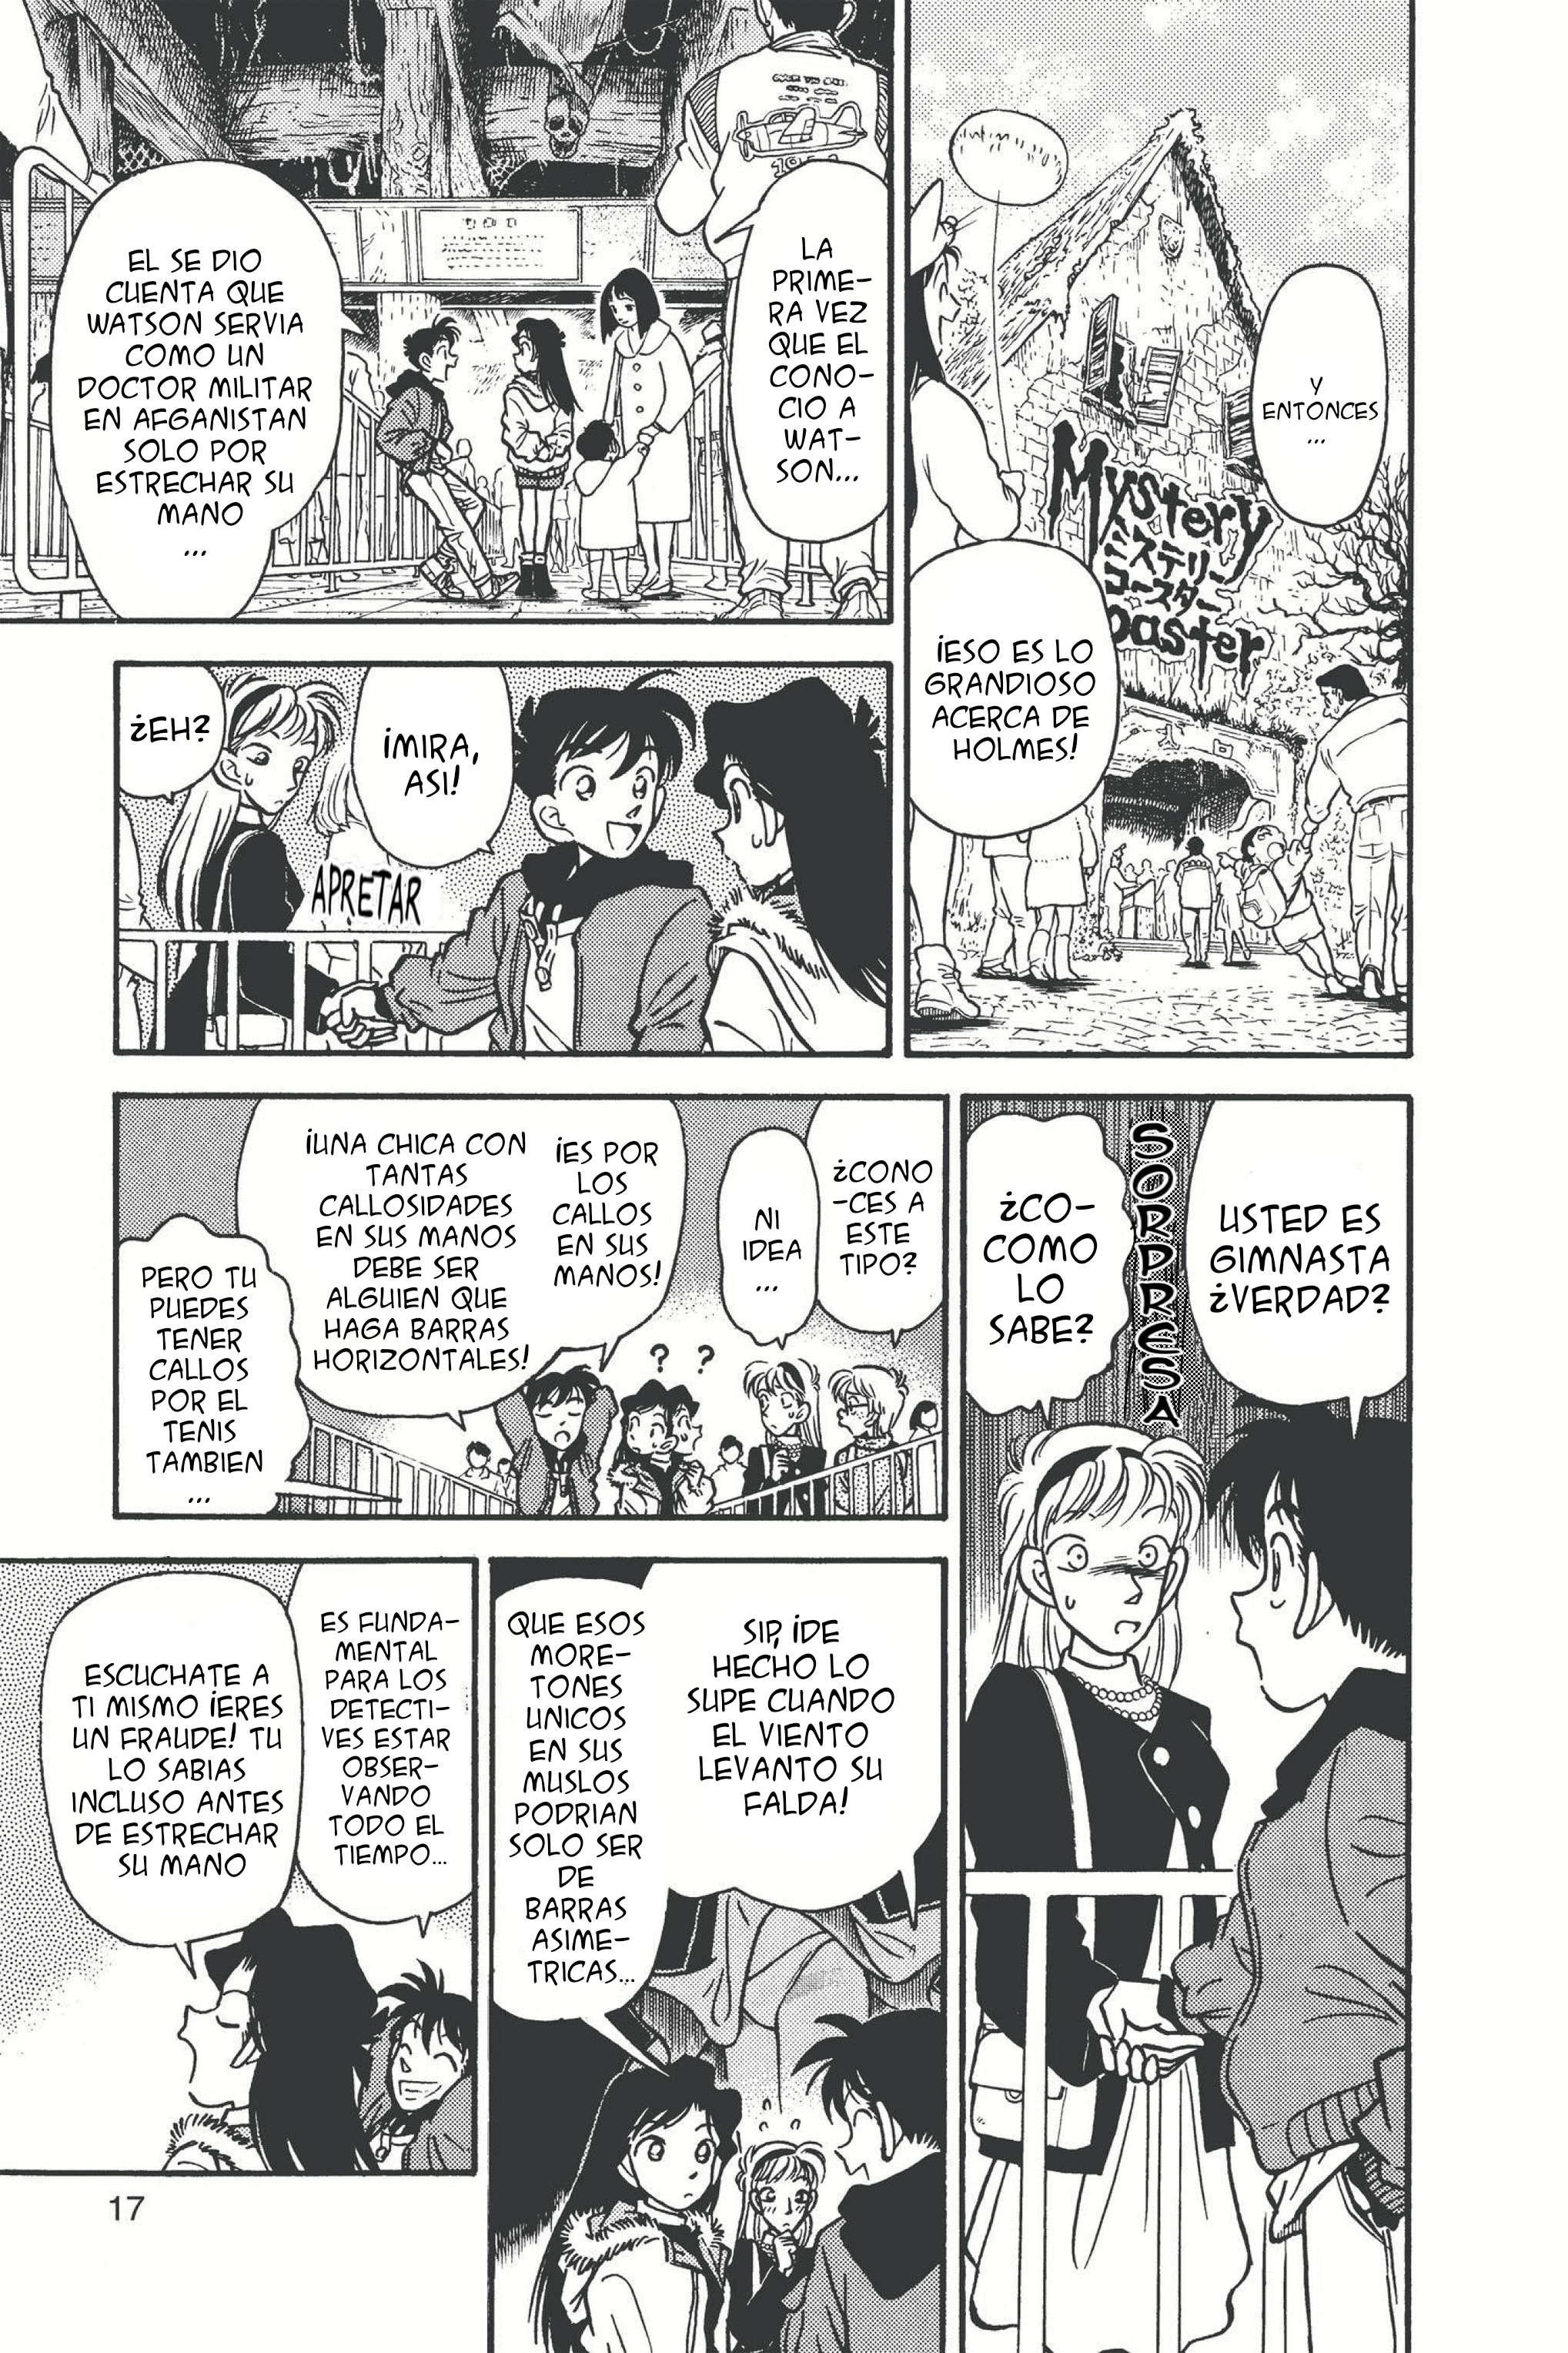 Y
ENTONCES
...
Mystery
ミステリー
コースター
oaster
¡ESO ES LO
GRANDIOSO
ACERCA DE
HOLMES!
LA
PRIME-
RA VEZ
QUE EL
CONO-
CIO A
WAT-
SON...
EL SE DIO
CUENTA QUE
WATSON SERVIA
COMO UN
DOCTOR MILITAR
EN AFGANISTAN
SOLO POR
ESTRECHAR SU
MANO
...
¡MIRA,
ASI!
¿EH?
APRETAR
USTED ES
GIMNASTA
¿VERDAD?
SORPRESA
¿CO-
COMO
LO
SABE?
¿CONO
-CES A
ESTE
TIPO?
NI
IDEA
...
? ?
¡ES POR
LOS
CALLOS
EN SUS
MANOS!
¡UNA CHICA CON
TANTAS
CALLOSIDADES
EN SUS MANOS
DEBE SER
ALGUIEN QUE
HAGA BARRAS
HORIZONTALES!
PERO TU
PUEDES
TENER
CALLOS
POR EL
TENIS
TAMBIEN
...
SIP, ¡DE
HECHO LO
SUPE CUANDO
EL VIENTO
LEVANTO SU
FALDA!
QUE ESOS
MORE-
TONES
UNICOS
EN SUS
MUSLOS
PODRIAN
SOLO SER
DE
BARRAS
ASIME-
TRICAS...
ES FUNDA-
MENTAL
PARA LOS
DETECTI-
VES ESTAR
OBSER-
VANDO
TODO EL
TIEMPO...
ESCUCHATE A
TI MISMO ¡ERES
UN FRAUDE! TU
LO SABIAS
INCLUSO ANTES
DE ESTRECHAR
SU MANO
17